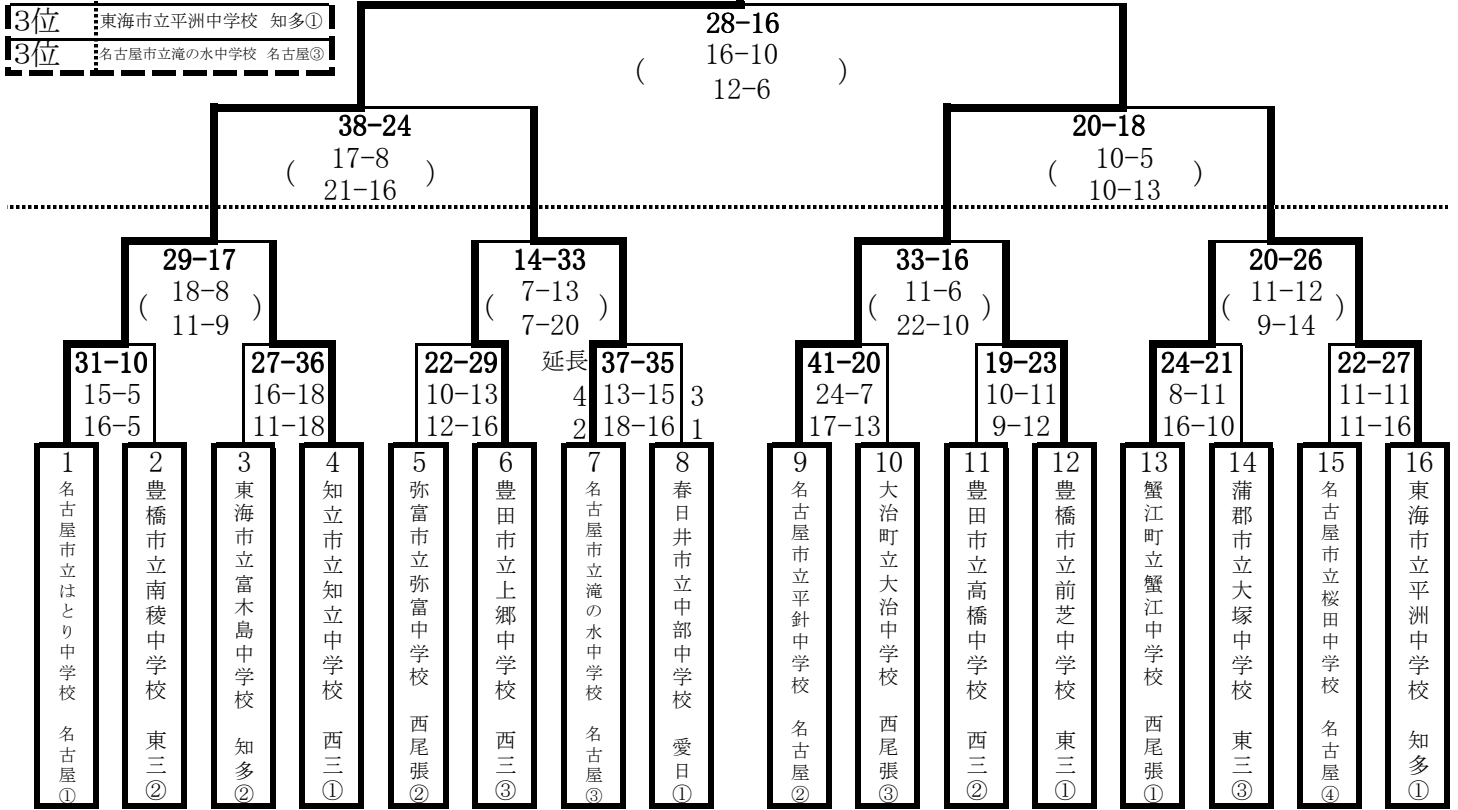 3位 東海市立平洲中学校 知多①
3位 名古屋市立滝の水中学校 名古屋③
28-16
( 16-10 )
12-6
38-24
( 17-8 )
21-16
20-18
( 10-5 )
10-13
29-17
( 18-8 )
11-9
14-33
( 7-13 )
7-20
33-16
( 11-6 )
22-10
20-26
( 11-12 )
9-14
31-10
15-5
16-5
27-36
16-18
11-18
22-29
10-13
12-16
延長 37-35
4 13-15 3
2 18-16 1
41-20
24-7
17-13
19-23
10-11
9-12
24-21
8-11
16-10
22-27
11-11
11-16
1 名古屋市立はとり中学校 名古屋①
2 豊橋市立南稜中学校 東三②
3 東海市立富木島中学校 知多②
4 知立市立知立中学校 西三①
5 弥富市立弥富中学校 西尾張②
6 豊田市立上郷中学校 西三③
7 名古屋市立滝の水中学校 名古屋③
8 春日井市立中部中学校 愛日①
9 名古屋市立平針中学校 名古屋②
10 大治町立大治中学校 西尾張③
11 豊田市立高橋中学校 西三②
12 豊橋市立前芝中学校 東三①
13 蟹江町立蟹江中学校 西尾張①
14 蒲郡市立大塚中学校 東三③
15 名古屋市立桜田中学校 名古屋④
16 東海市立平洲中学校 知多①